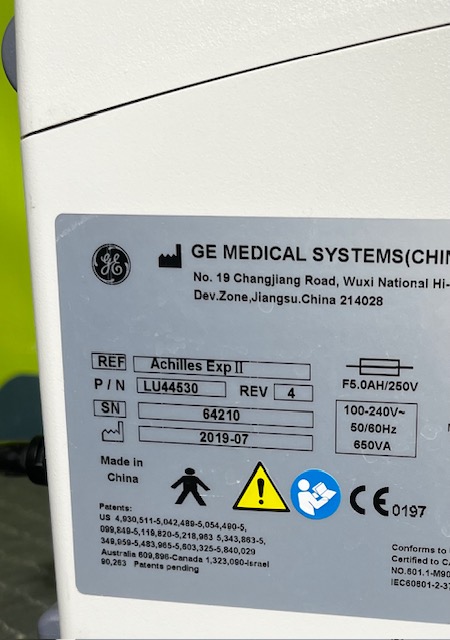 GE
GE MEDICAL SYSTEMS(CHIN
No. 19 Changjiang Road, Wuxi National Hi-
Dev.Zone,Jiangsu.China 214028
REF Achilles Exp II
P / N LU44530 REV 4
SN 64210
2019-07
F5.0AH/250V
100-240V~
50/60Hz
650VA
Made in
China
CE 0197
Patents:
US 4,930,511-5,042,489-5,054,490-5,
099,849-5,119,820-5,218,963 5,343,863-5,
349,959-5,483,965-5,603,325-5,840,029
Australia 609,896-Canada 1,323,090-Israel
90,263 Patents pending
Conforms to
Certified to CA
NO.601.1-M90
IEC60601-2-37